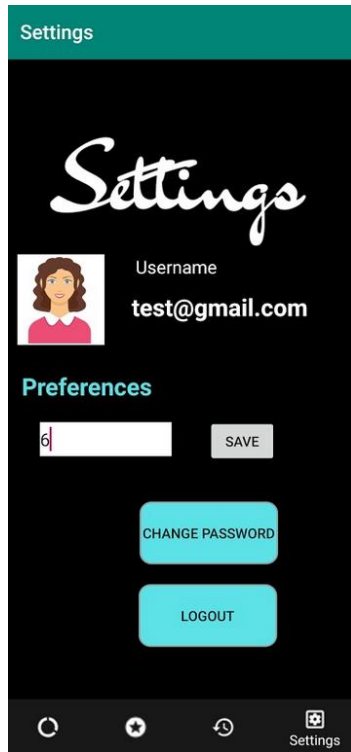 Settings
Settings
Username
test@gmail.com
Preferences
6
SAVE
CHANGE PASSWORD
LOGOUT
Settings